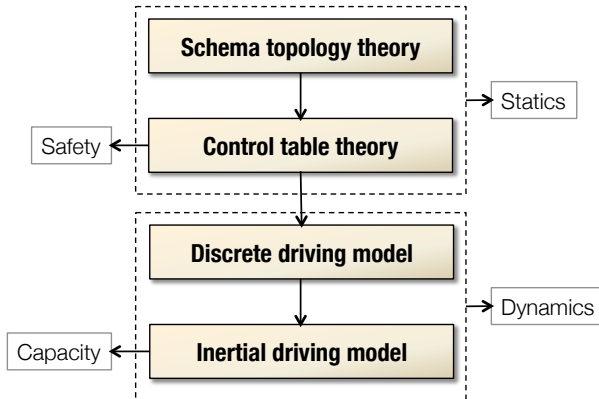 Schema topology theory
Statics
Safety
Control table theory
Discrete driving model
Dynamics
Capacity
Inertial driving model